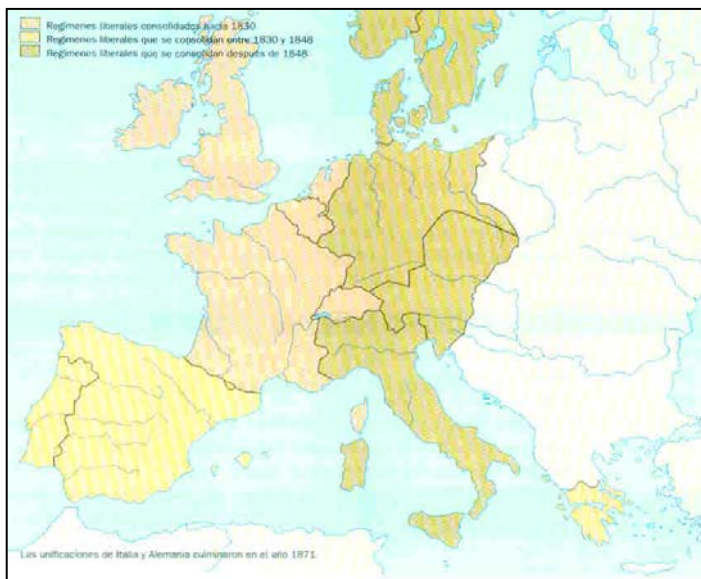 Regímenes liberales consolidados hacia 1830
Regímenes liberales que se consolidan entre 1830 y 1848
Regímenes liberales que se consolidan después de 1848
Las unificaciones de Italia y Alemania culminaron en el año 1871.